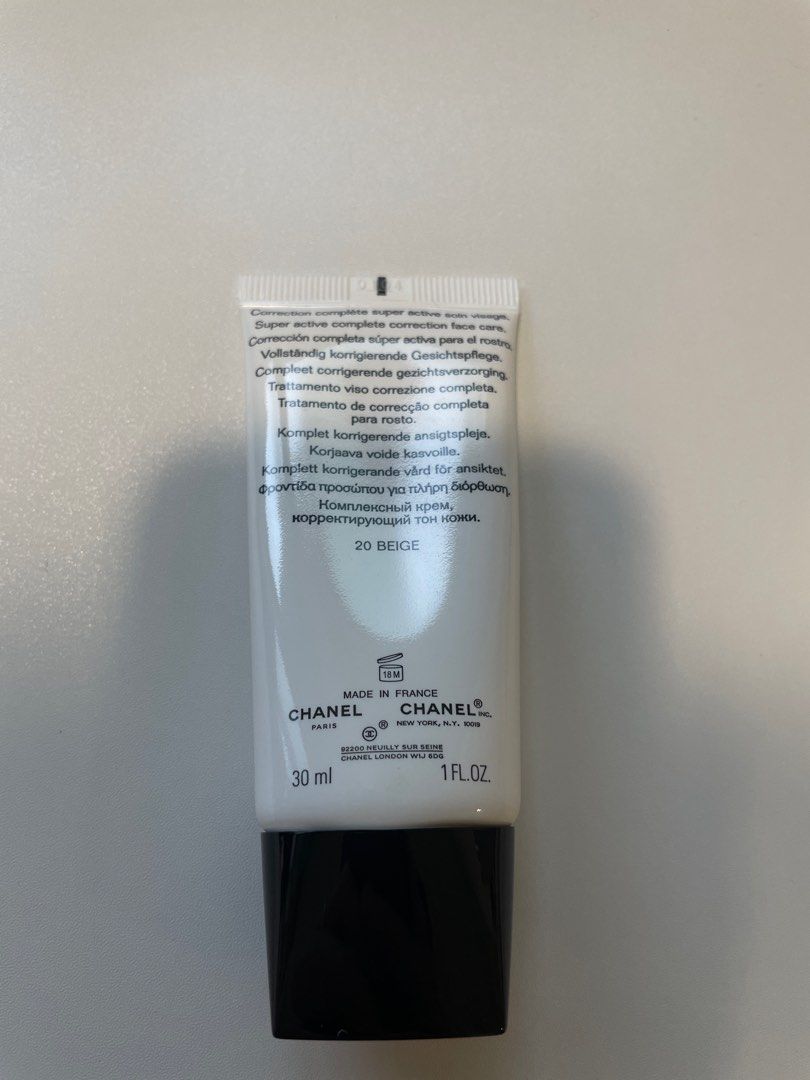 Correction complète super active soin visage.
Super active complete correction face care.
Corrección completa súper activa para el rostro.
Vollständig korrigierende Gesichtspflege.
Compleet corrigerende gezichtsverzorging.
Trattamento viso correzione completa.
Tratamento de correcção completa
para rosto.
Komplet korrigerende ansigtspleje.
Korjaava voide kasvoille.
Komplett korrigerande vård för ansiktet.
Φροντίδα προσώπου για πλήρη διόρθωση.
Комплексный крем,
корректирующий тон кожи.
20 BEIGE
18 M
MADE IN FRANCE
CHANEL CHANEL® INC.
PARIS ® NEW YORK, N.Y. 10019
92200 NEUILLY SUR SEINE
CHANEL LONDON W1J 6DG
30 ml 1 FL.OZ.